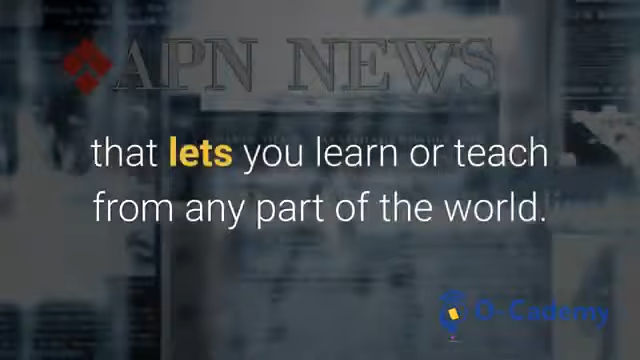 APN NEWS
that lets you learn or teach
from any part of the world.
O-Cademy